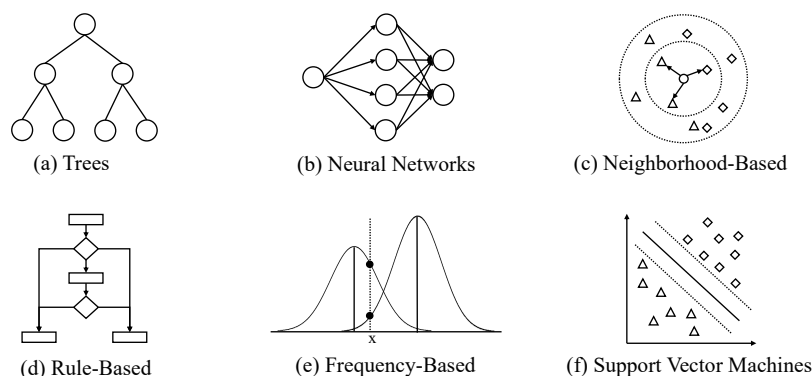 (a) Trees
(b) Neural Networks
(c) Neighborhood-Based
x
(d) Rule-Based
(e) Frequency-Based
(f) Support Vector Machines